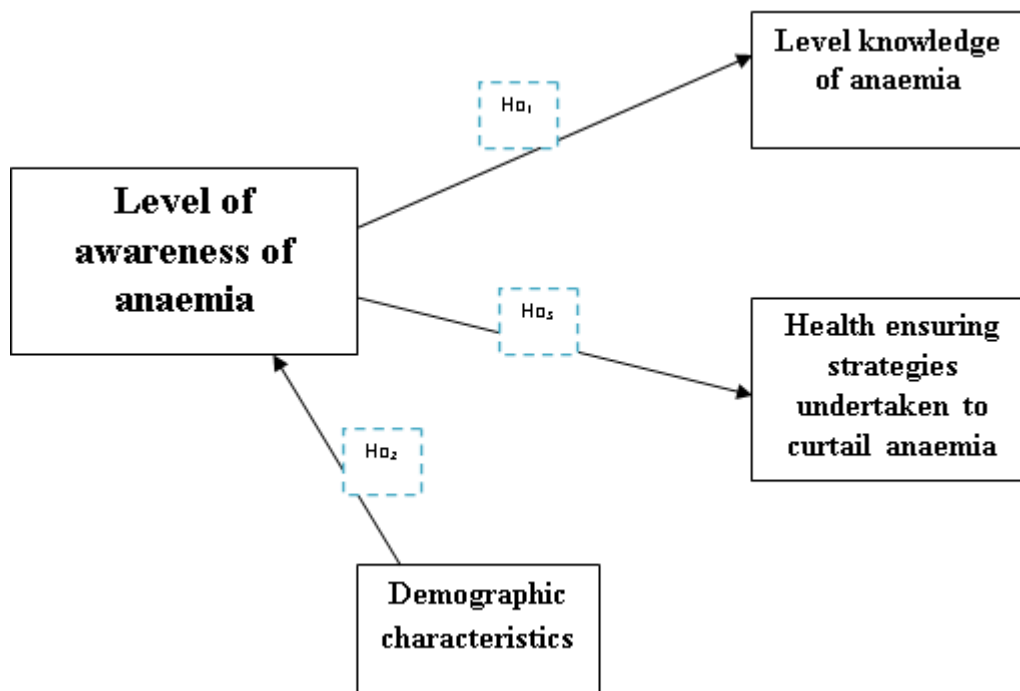 Level knowledge
of anaemia
Ho₁
Level of
awareness of
anaemia
Ho₃
Health ensuring
strategies
undertaken to
curtail anaemia
Ho₂
Demographic
characteristics